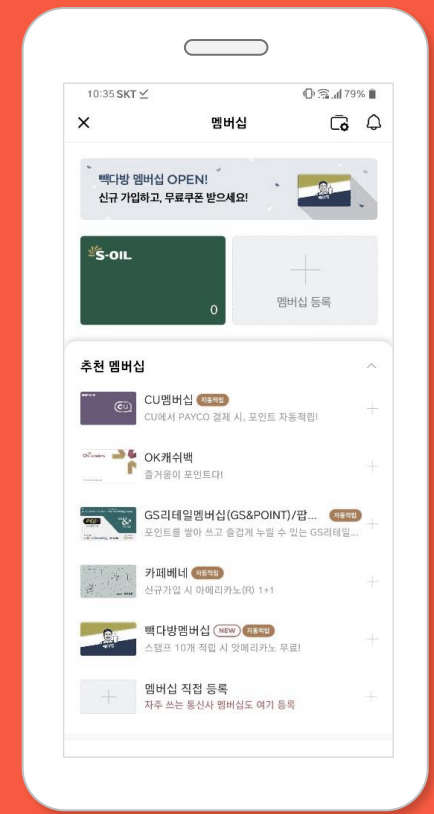 10:35 SKT
79%
멤버십
빽다방 멤버십 OPEN!
신규 가입하고, 무료쿠폰 받으세요!
S-OIL
0
멤버십 등록
추천 멤버십
CU멤버십 자동적립
CU에서 PAYCO 결제 시, 포인트 자동적립!
CU
OK캐쉬백
즐거움이 포인트다!
GS리테일멤버십(GS&POINT)/팝... 자동적립
포인트를 쌓아 쓰고 즐겁게 누릴 수 있는 GS리테일...
POP
카페베네 자동적립
신규가입 시 아메리카노(R) 1+1
빽다방멤버십 NEW 자동적립
스탬프 10개 적립 시 앗메리카노 무료!
멤버십 직접 등록
자주 쓰는 통신사 멤버십도 여기 등록